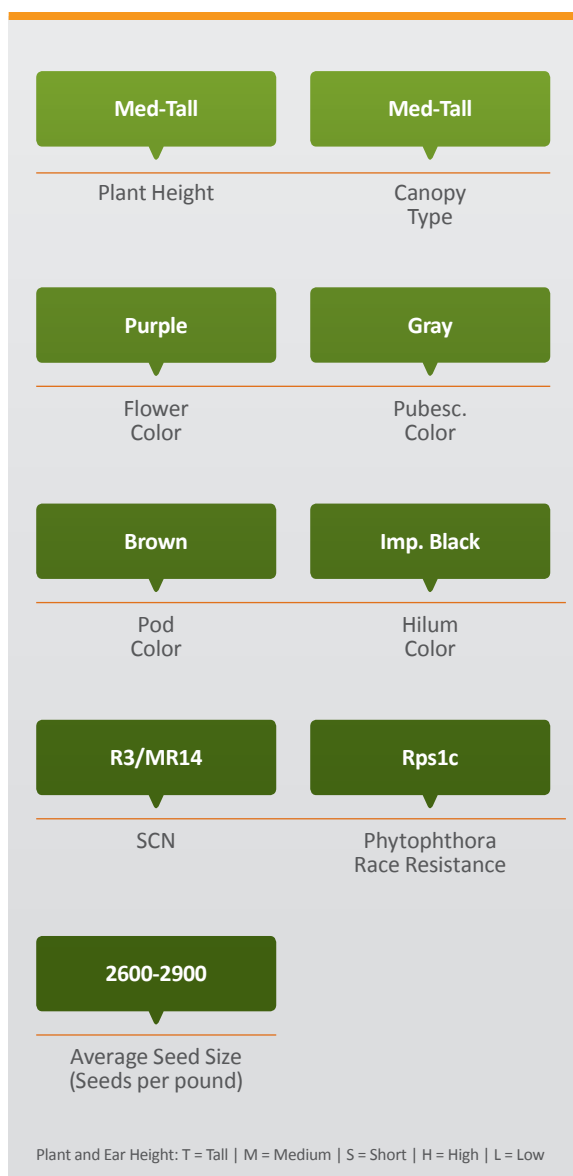 Med-Tall
Plant Height
Med-Tall
Canopy
Type
Purple
Flower
Color
Gray
Pubesc.
Color
Brown
Pod
Color
Imp. Black
Hilum
Color
R3/MR14
SCN
Rps1c
Phytophthora
Race Resistance
2600-2900
Average Seed Size
(Seeds per pound)
Plant and Ear Height: T = Tall | M = Medium | S = Short | H = High | L = Low